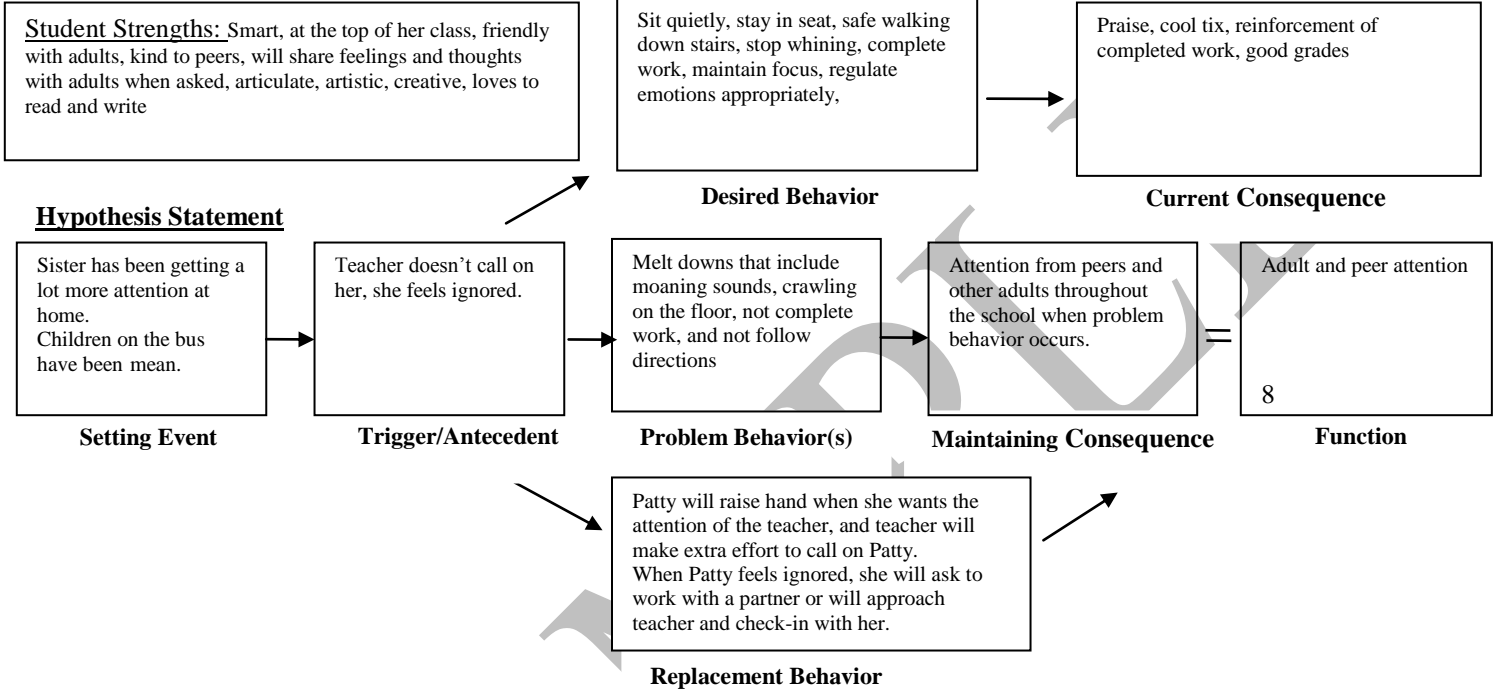 Student Strengths: Smart, at the top of her class, friendly
with adults, kind to peers, will share feelings and thoughts
with adults when asked, articulate, artistic, creative, loves to
read and write
Sit quietly, stay in seat, safe walking
down stairs, stop whining, complete
work, maintain focus, regulate
emotions appropriately,
Desired Behavior
Praise, cool tix, reinforcement of
completed work, good grades
Current Consequence
Hypothesis Statement
Sister has been getting a
lot more attention at
home.
Children on the bus
have been mean.
Setting Event
Teacher doesn’t call on
her, she feels ignored.
Trigger/Antecedent
Melt downs that include
moaning sounds, crawling
on the floor, not complete
work, and not follow
directions
Problem Behavior(s)
Attention from peers and
other adults throughout
the school when problem
behavior occurs.
Maintaining Consequence
=
Adult and peer attention
8
Function
Patty will raise hand when she wants the
attention of the teacher, and teacher will
make extra effort to call on Patty.
When Patty feels ignored, she will ask to
work with a partner or will approach
teacher and check-in with her.
Replacement Behavior